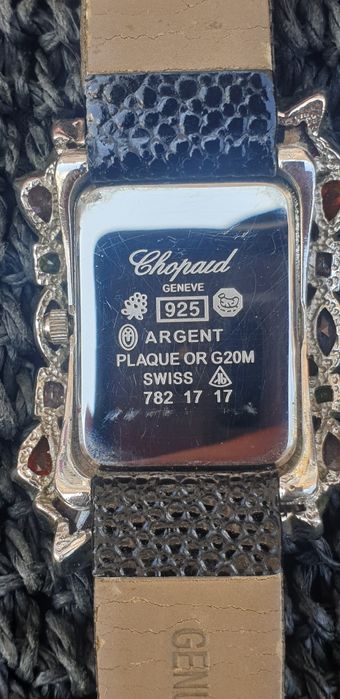 Chopard
GENEVE
925
ARGENT
PLAQUE OR G20M
SWISS
782 17 17
GENU